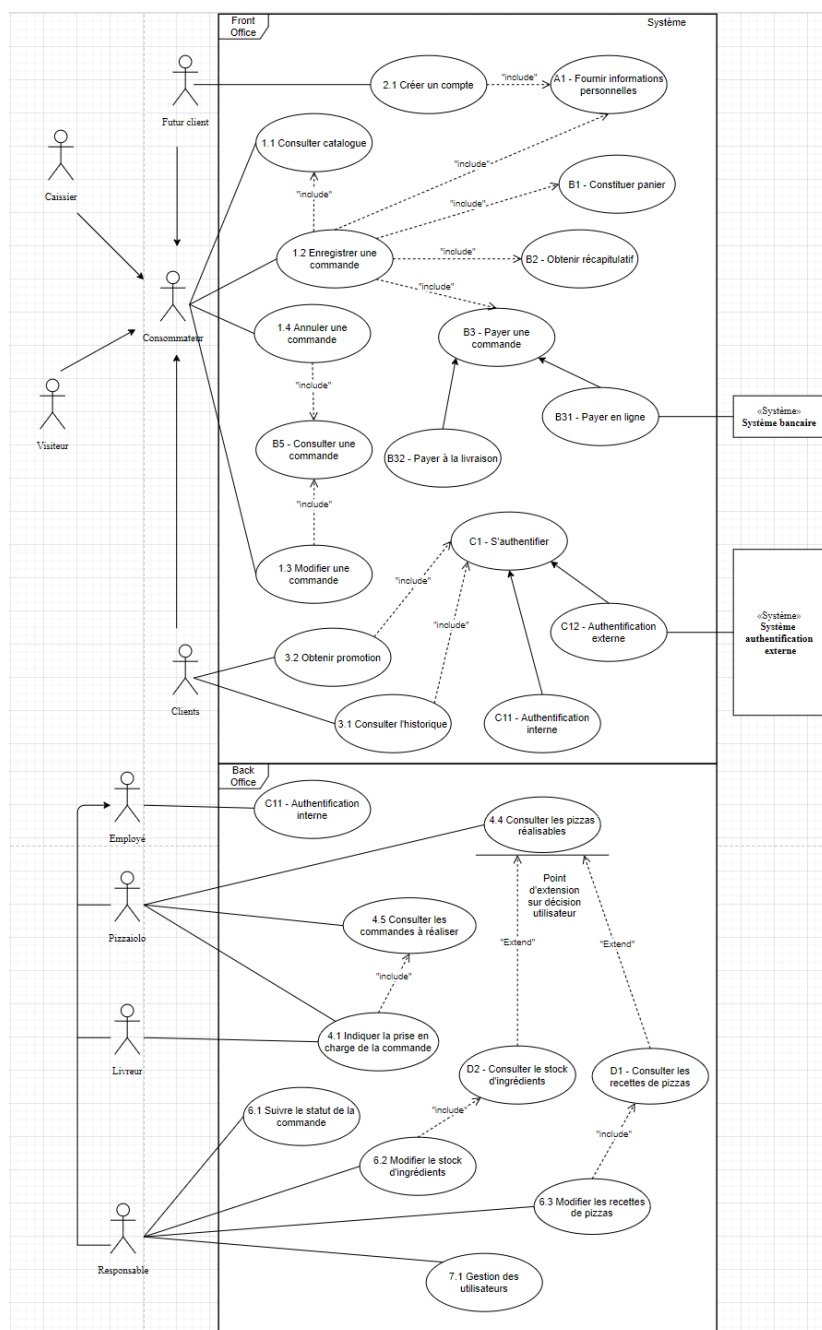 Front
Office
Système
2.1 Créer un compte
"include"
A1 - Fournir informations
personnelles
Futur client
1.1 Consulter catalogue
"include"
Caissier
"include"
B1 - Constituer panier
"include"
1.2 Enregistrer une
commande
"include"
B2 - Obtenir récapitulatif
"include"
Consommateur
1.4 Annuler une
commande
B3 - Payer une
commande
"include"
Visiteur
B5 - Consulter une
commande
B32 - Payer à la livraison
B31 - Payer en ligne
«Système»
Système bancaire
"include"
C1 - S'authentifier
1.3 Modifier une
commande
"include"
"include"
C12 - Authentification
externe
«Système»
Système
authentification
externe
3.2 Obtenir promotion
Clients
3.1 Consulter l'historique
C11 - Authentification
interne
Back
Office
Employé
C11 - Authentification
interne
4.4 Consulter les pizzas
réalisables
Point
d'extension
sur décision
utilisateur
Pizzaiolo
4.5 Consulter les
commandes à réaliser
"Extend"
"Extend"
"include"
Livreur
4.1 Indiquer la prise en
charge de la commande
D2 - Consulter le stock
d'ingrédients
D1 - Consulter les
recettes de pizzas
6.1 Suivre le statut de la
commande
"include"
"include"
6.2 Modifier le stock
d'ingrédients
6.3 Modifier les recettes
de pizzas
Responsable
7.1 Gestion des
utilisateurs